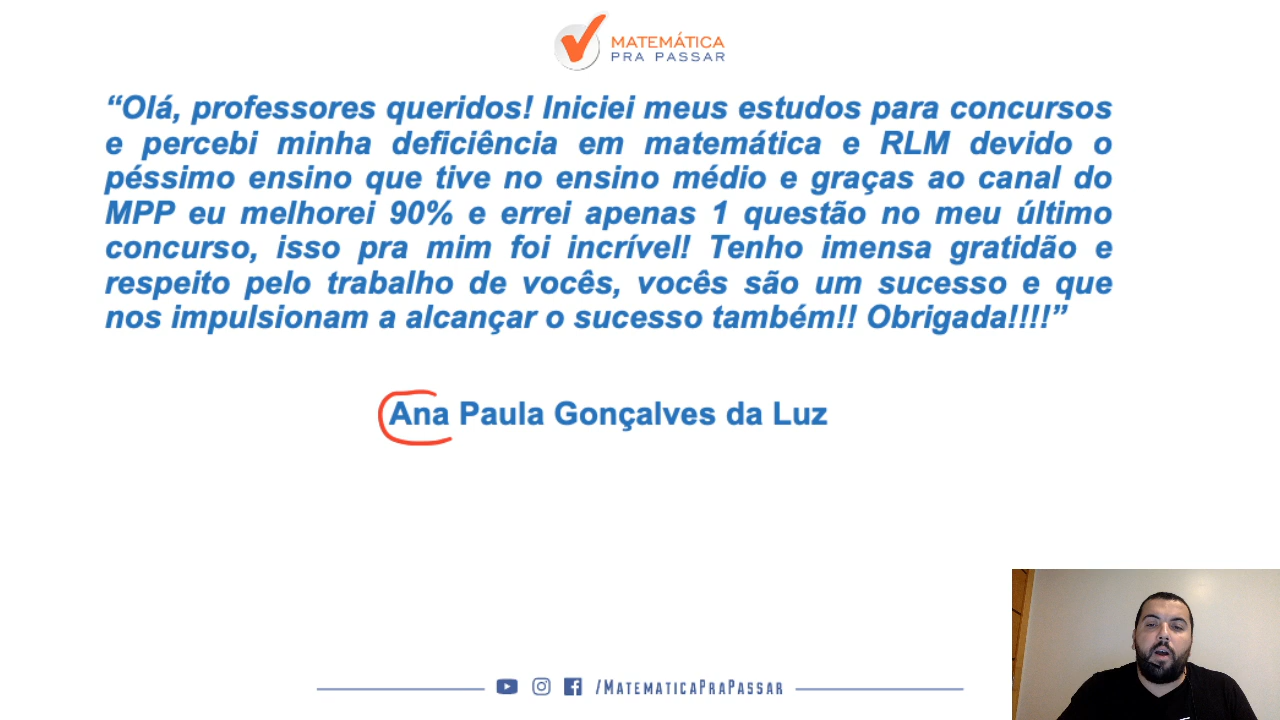 MATEMÁTICA
PRA PASSAR
“Olá, professores queridos! Iniciei meus estudos para concursos
e percebi minha deficiência em matemática e RLM devido o
péssimo ensino que tive no ensino médio e graças ao canal do
MPP eu melhorei 90% e errei apenas 1 questão no meu último
concurso, isso pra mim foi incrível! Tenho imensa gratidão e
respeito pelo trabalho de vocês, vocês são um sucesso e que
nos impulsionam a alcançar o sucesso também!! Obrigada!!!!”
Ana Paula Gonçalves da Luz
/MATEMATICAPRAPASSAR